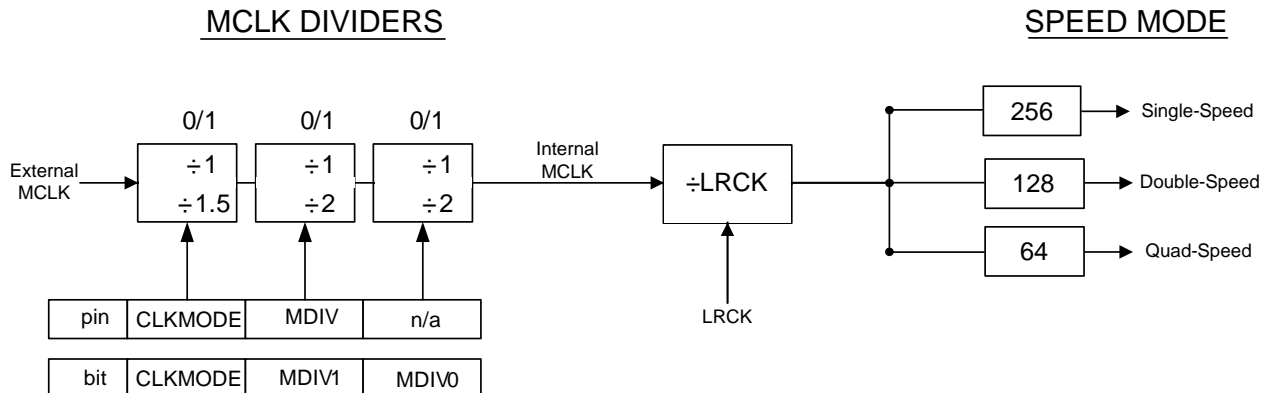 MCLK DIVIDERS
SPEED MODE
0/1 0/1 0/1
External
MCLK
÷1 ÷1 ÷1
÷1.5 ÷2 ÷2
Internal
MCLK
÷LRCK
LRCK
256 Single-Speed
128 Double-Speed
64 Quad-Speed
pin CLKMODE MDIV n/a
bit CLKMODE MDIV1 MDIV0